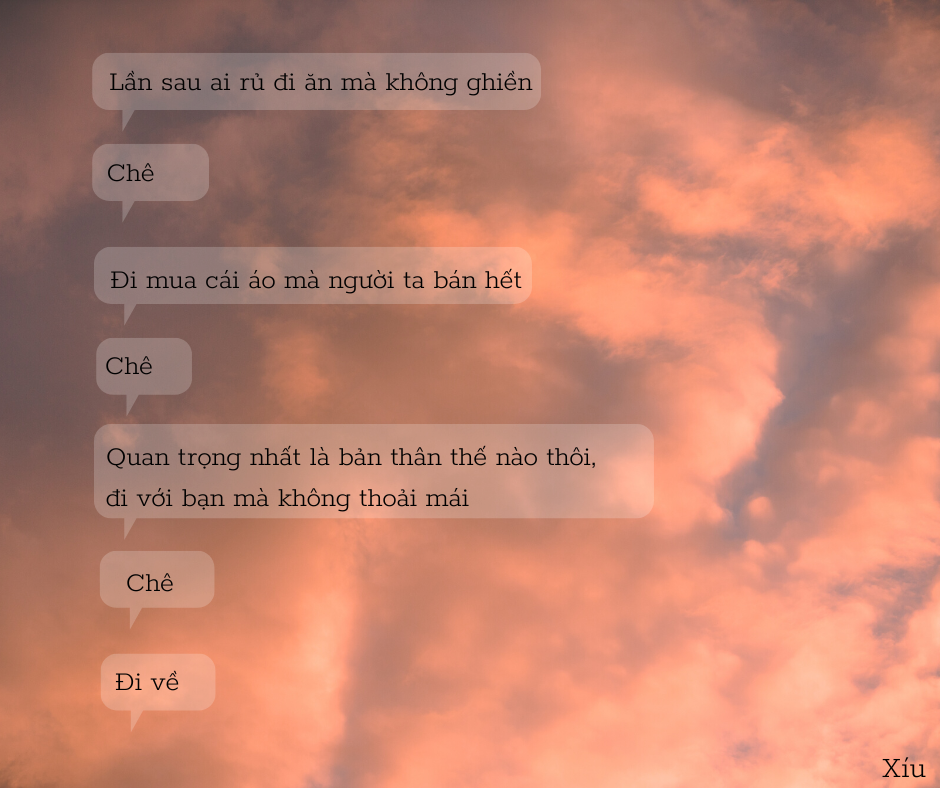 Lần sau ai rủ đi ăn mà không ghiền
Chê
Đi mua cái áo mà người ta bán hết
Chê
Quan trọng nhất là bản thân thế nào thôi,
đi với bạn mà không thoải mái
Chê
Đi về
Xíu